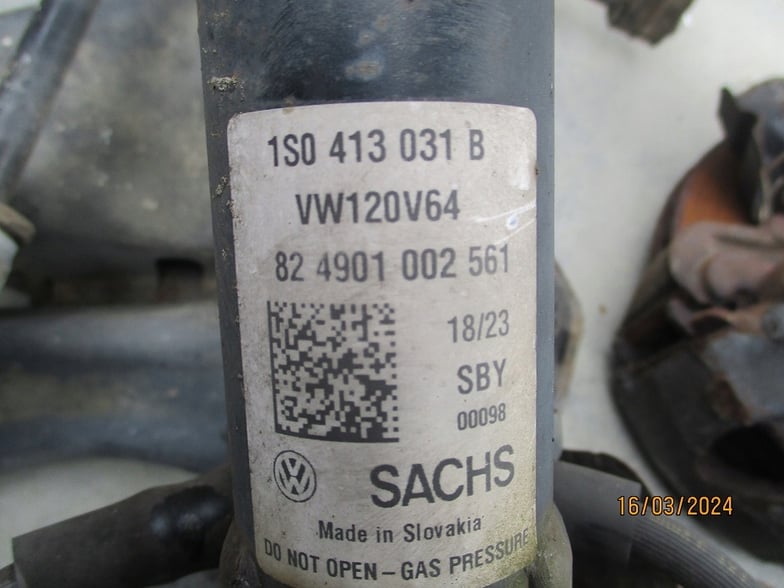 1S0 413 031 B
VW120V64
82 4901 002 561
18/23
SBY
00098
VW
SACHS
Made in Slovakia
DO NOT OPEN – GAS PRESSURE
16/03/2024